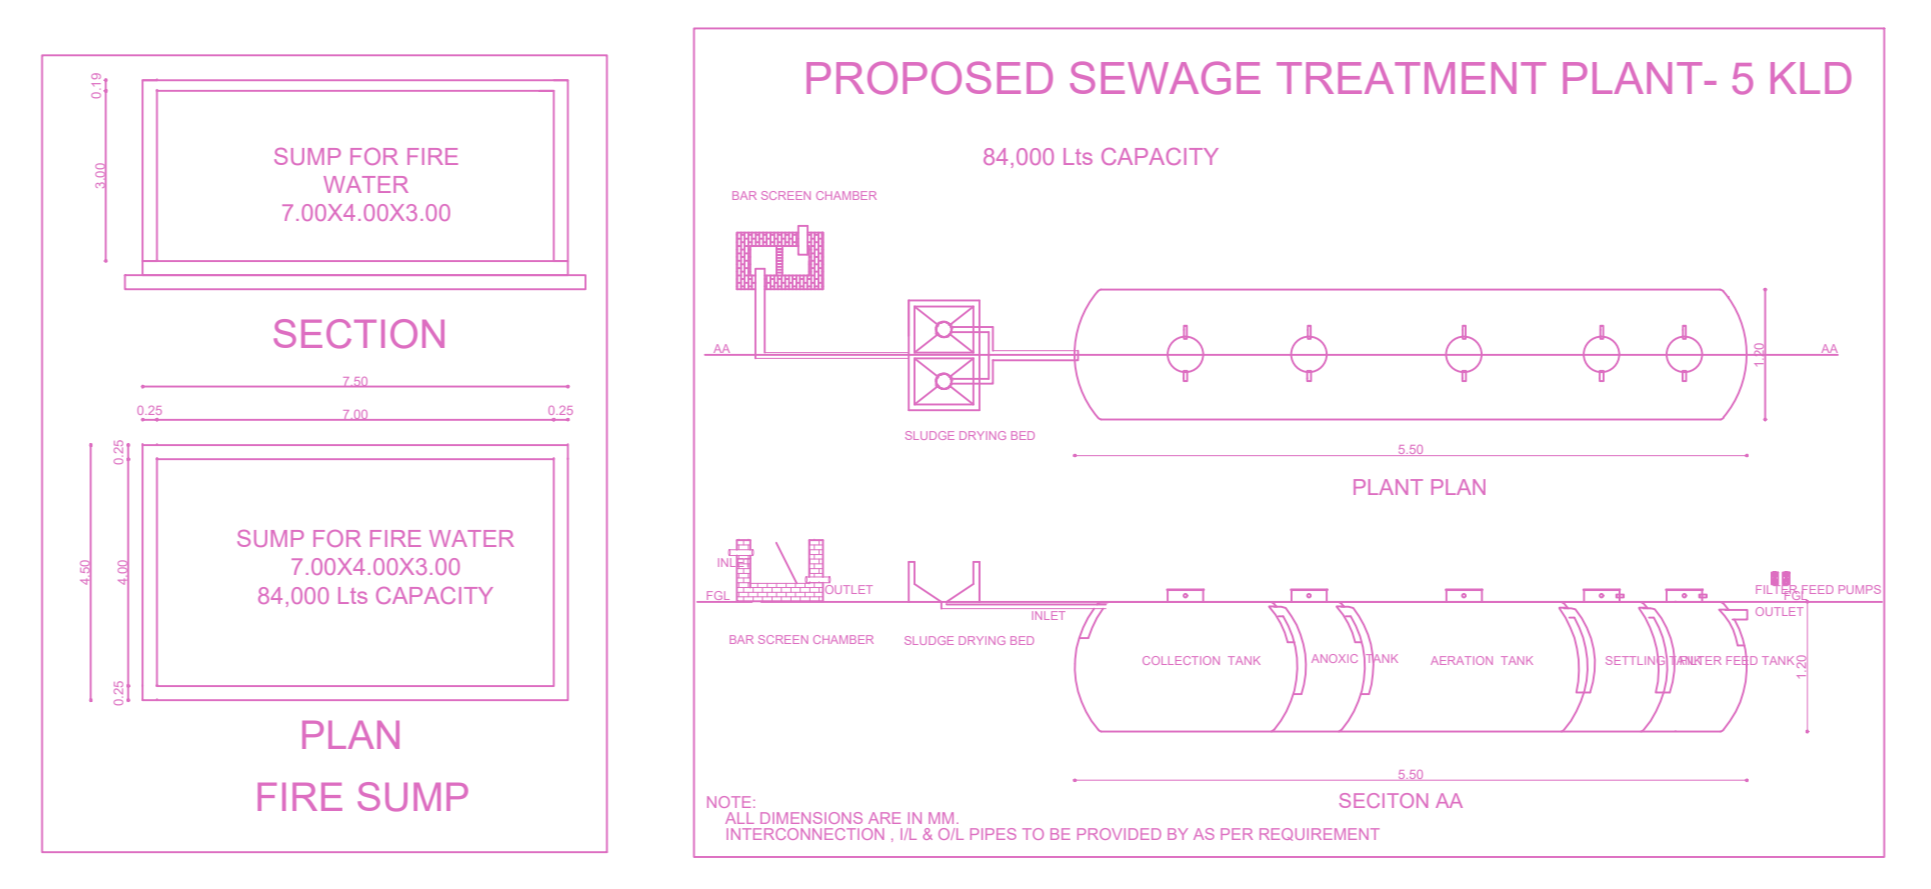 0.19
3.00
SUMP FOR FIRE
WATER
7.00X4.00X3.00
SECTION
7.50
0.25
7.00
0.25
4.50
0.25
4.00
0.25
SUMP FOR FIRE WATER
7.00X4.00X3.00
84,000 Lts CAPACITY
PLAN
FIRE SUMP
PROPOSED SEWAGE TREATMENT PLANT- 5 KLD
84,000 Lts CAPACITY
BAR SCREEN CHAMBER
AA
1.20
AA
SLUDGE DRYING BED
5.50
PLANT PLAN
INLET
OUTLET
FGL
INLET
FILTER FEED PUMPS
FGL
OUTLET
BAR SCREEN CHAMBER
SLUDGE DRYING BED
COLLECTION TANK
ANOXIC TANK
AERATION TANK
SETTLING TANK
FILTER FEED TANK
1.20
5.50
SECITON AA
NOTE:
ALL DIMENSIONS ARE IN MM.
INTERCONNECTION , I/L & O/L PIPES TO BE PROVIDED BY AS PER REQUIREMENT